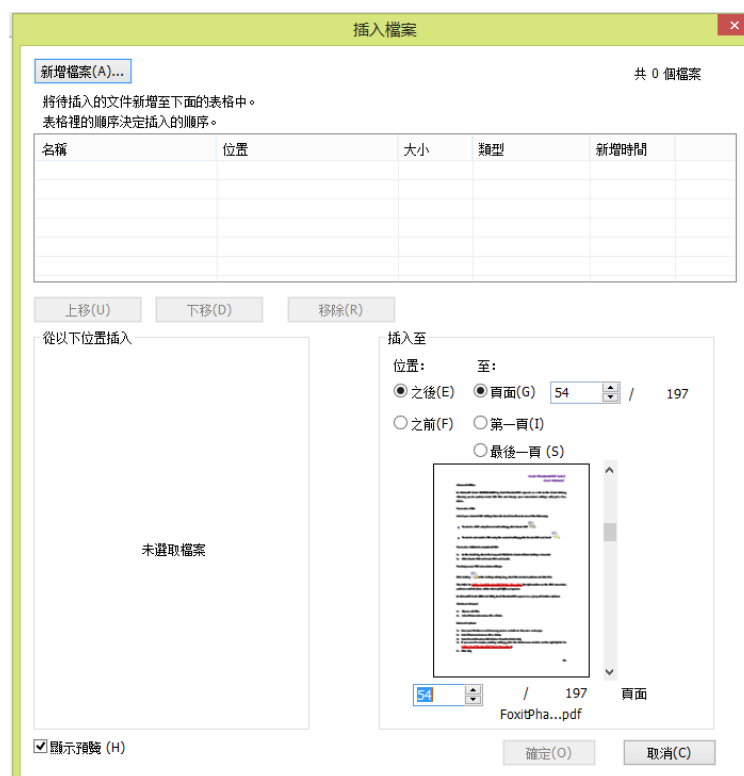 插入檔案
新增檔案(A)...
共 0 個檔案
將待插入的文件新增至下面的表格中。
表格裡的順序決定插入的順序。
名稱 位置 大小 類型 新增時間
上移(U) 下移(D) 移除(R)
從以下位置插入
未選取檔案
插入至
位置: 至:
之後(E) 頁面(G) 54 / 197
之前(F) 第一頁(I)
最後一頁 (S)
54 / 197 頁面
FoxitPha...pdf
顯示預覽 (H)
確定(O) 取消(C)